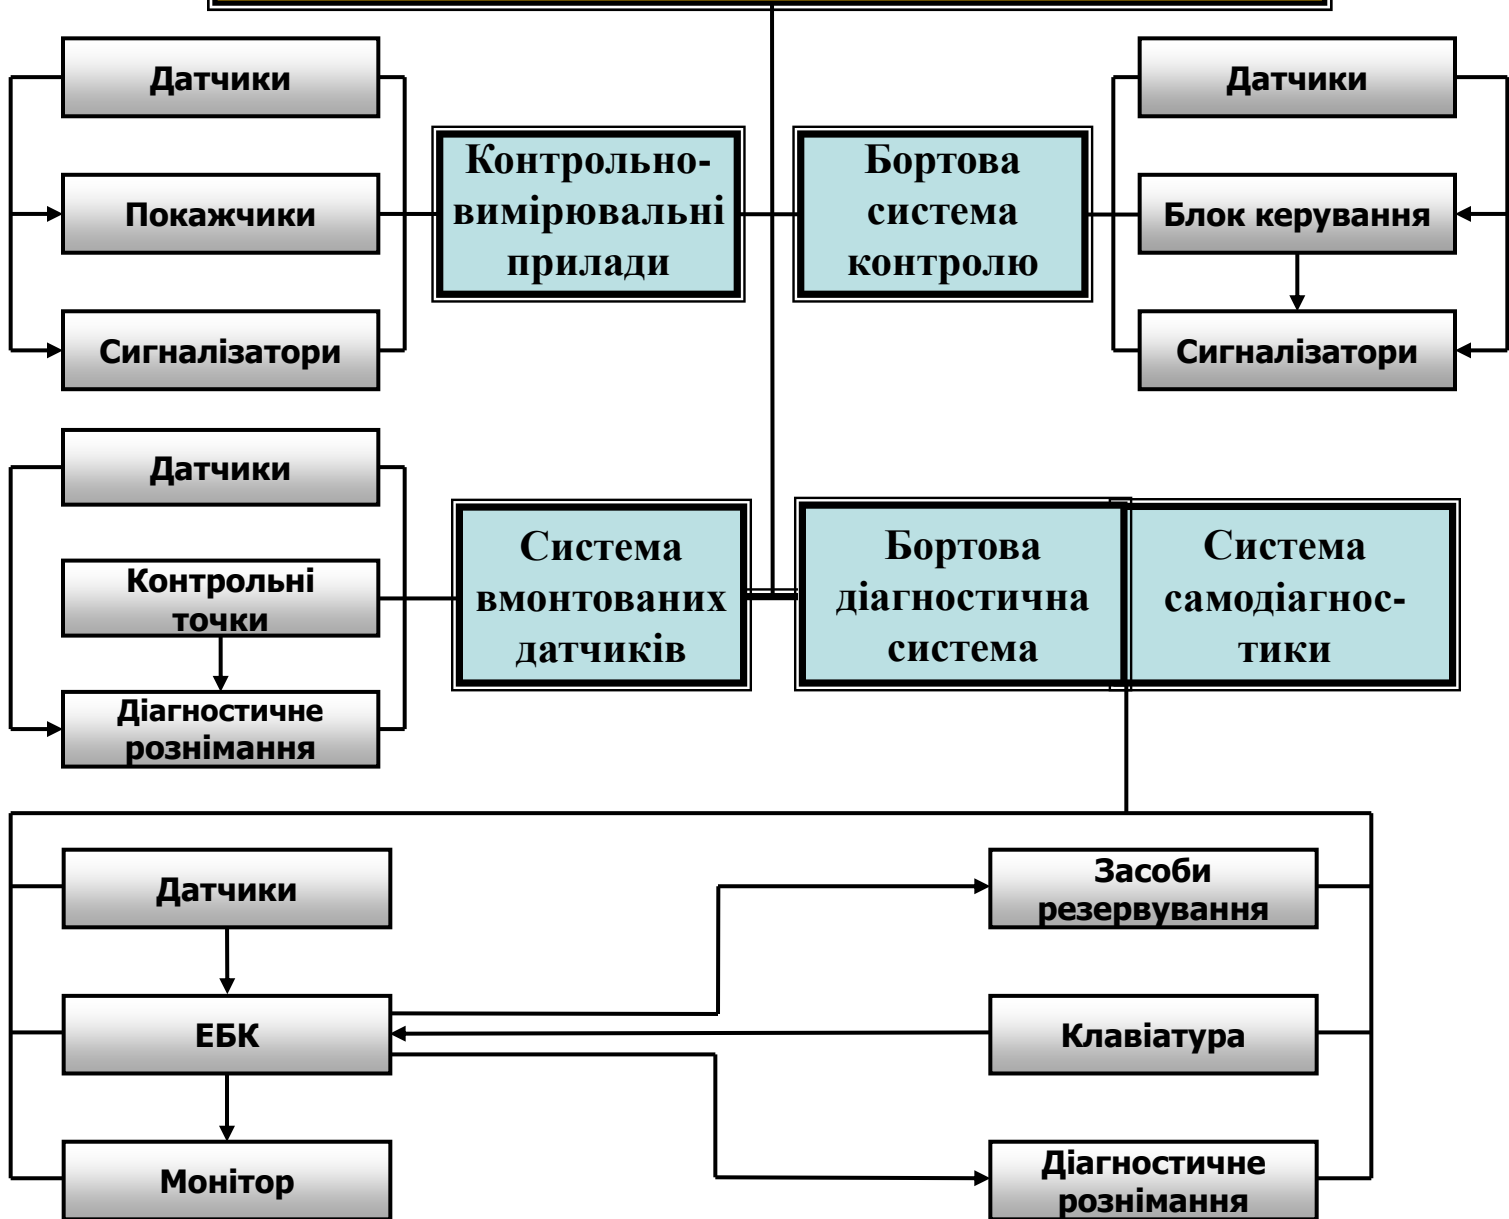 Датчики
Покажчики
Сигналізатори
Контрольно-
вимірювальні
прилади
Бортова
система
контролю
Датчики
Блок керування
Сигналізатори
Датчики
Контрольні
точки
Діагностичне
рознімання
Система
вмонтованих
датчиків
Бортова
діагностична
система
Система
самодіагнос-
тики
Датчики
ЕБК
Монітор
Засоби
резервування
Клавіатура
Діагностичне
рознімання